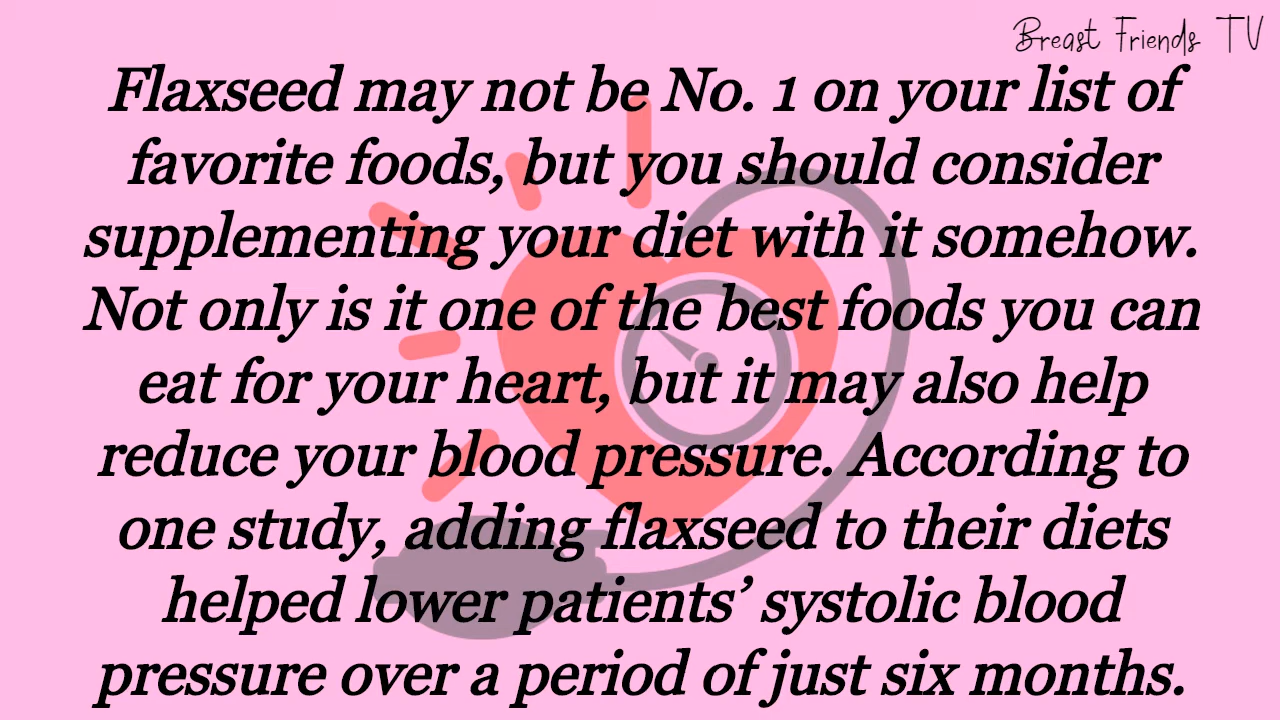 Breast Friends TV
Flaxseed may not be No. 1 on your list of
favorite foods, but you should consider
supplementing your diet with it somehow.
Not only is it one of the best foods you can
eat for your heart, but it may also help
reduce your blood pressure. According to
one study, adding flaxseed to their diets
helped lower patients’ systolic blood
pressure over a period of just six months.